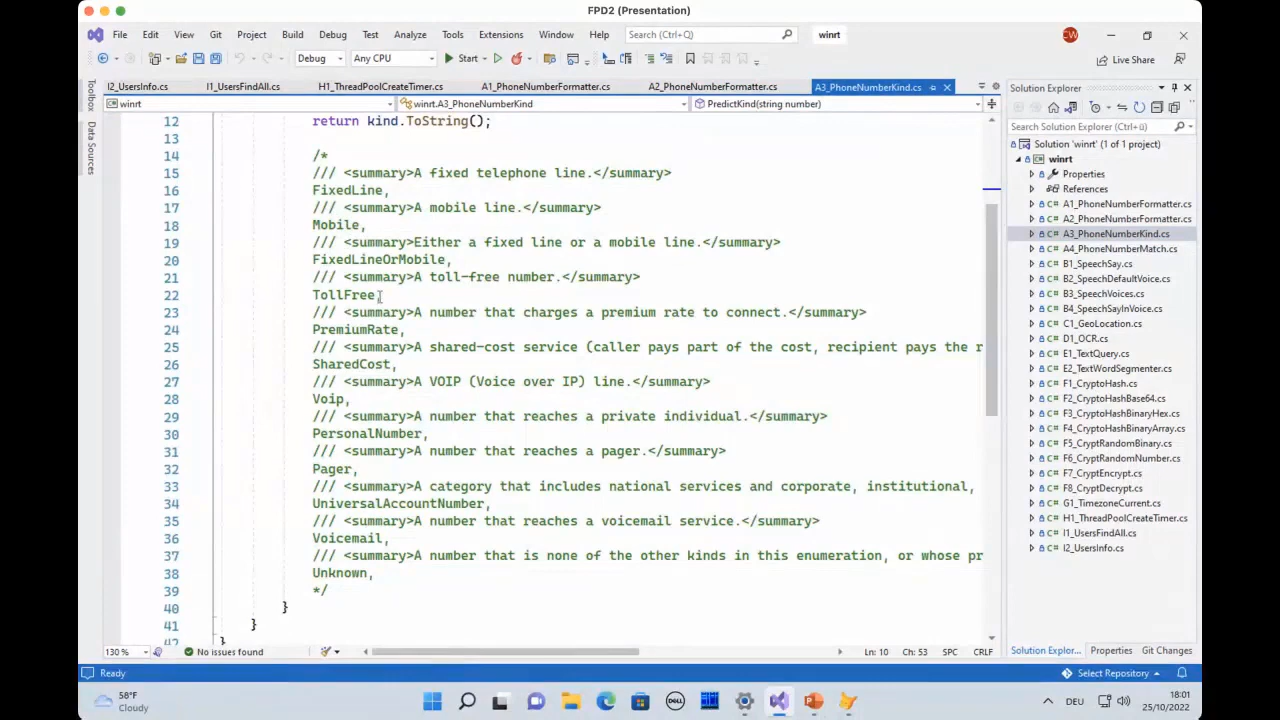 FPD2 (Presentation)
File Edit View Git Project Build Debug Test Analyze Tools Extensions Window Help Search (Ctrl+Q) winrt CW
Debug Any CPU Start Live Share
I2_UsersInfo.cs I1_UsersFindAll.cs H1_ThreadPoolCreateTimer.cs A1_PhoneNumberFormatter.cs A2_PhoneNumberFormatter.cs A3_PhoneNumberKind.cs
winrt winrt.A3_PhoneNumberKind PredictKind(string number)
Toolbox
Data Sources
12 return kind.ToString();
13
14 /*
15 /// <summary>A fixed telephone line.</summary>
16 FixedLine,
17 /// <summary>A mobile line.</summary>
18 Mobile,
19 /// <summary>Either a fixed line or a mobile line.</summary>
20 FixedLineOrMobile,
21 /// <summary>A toll-free number.</summary>
22 TollFree,
23 /// <summary>A number that charges a premium rate to connect.</summary>
24 PremiumRate,
25 /// <summary>A shared-cost service (caller pays part of the cost, recipient pays the r
26 SharedCost,
27 /// <summary>A VOIP (Voice over IP) line.</summary>
28 Voip,
29 /// <summary>A number that reaches a private individual.</summary>
30 PersonalNumber,
31 /// <summary>A number that reaches a pager.</summary>
32 Pager,
33 /// <summary>A category that includes national services and corporate, institutional,
34 UniversalAccountNumber,
35 /// <summary>A number that reaches a voicemail service.</summary>
36 Voicemail,
37 /// <summary>A number that is none of the other kinds in this enumeration, or whose pr
38 Unknown,
39 */
40 }
41 }
42 }
130 % No issues found Ln: 10 Ch: 53 SPC CRLF
Solution Explorer
Search Solution Explorer (Ctrl+ü)
Solution 'winrt' (1 of 1 project)
winrt
Properties
References
C# A1_PhoneNumberFormatter.cs
C# A2_PhoneNumberFormatter.cs
C# A3_PhoneNumberKind.cs
C# A4_PhoneNumberMatch.cs
C# B1_SpeechSay.cs
C# B2_SpeechDefaultVoice.cs
C# B3_SpeechVoices.cs
C# B4_SpeechSayInVoice.cs
C# C1_GeoLocation.cs
C# D1_OCR.cs
C# E1_TextQuery.cs
C# E2_TextWordSegmenter.cs
C# F1_CryptoHash.cs
C# F2_CryptoHashBase64.cs
C# F3_CryptoHashBinaryHex.cs
C# F4_CryptoHashBinaryArray.cs
C# F5_CryptRandomBinary.cs
C# F6_CryptRandomNumber.cs
C# F7_CryptEncrypt.cs
C# F8_CryptDecrypt.cs
C# G1_TimezoneCurrent.cs
C# H1_ThreadPoolCreateTimer.cs
C# I1_UsersFindAll.cs
C# I2_UsersInfo.cs
Solution Explor... Properties Git Changes
Ready Select Repository
58°F
Cloudy
DELL
DEU
18:01
25/10/2022